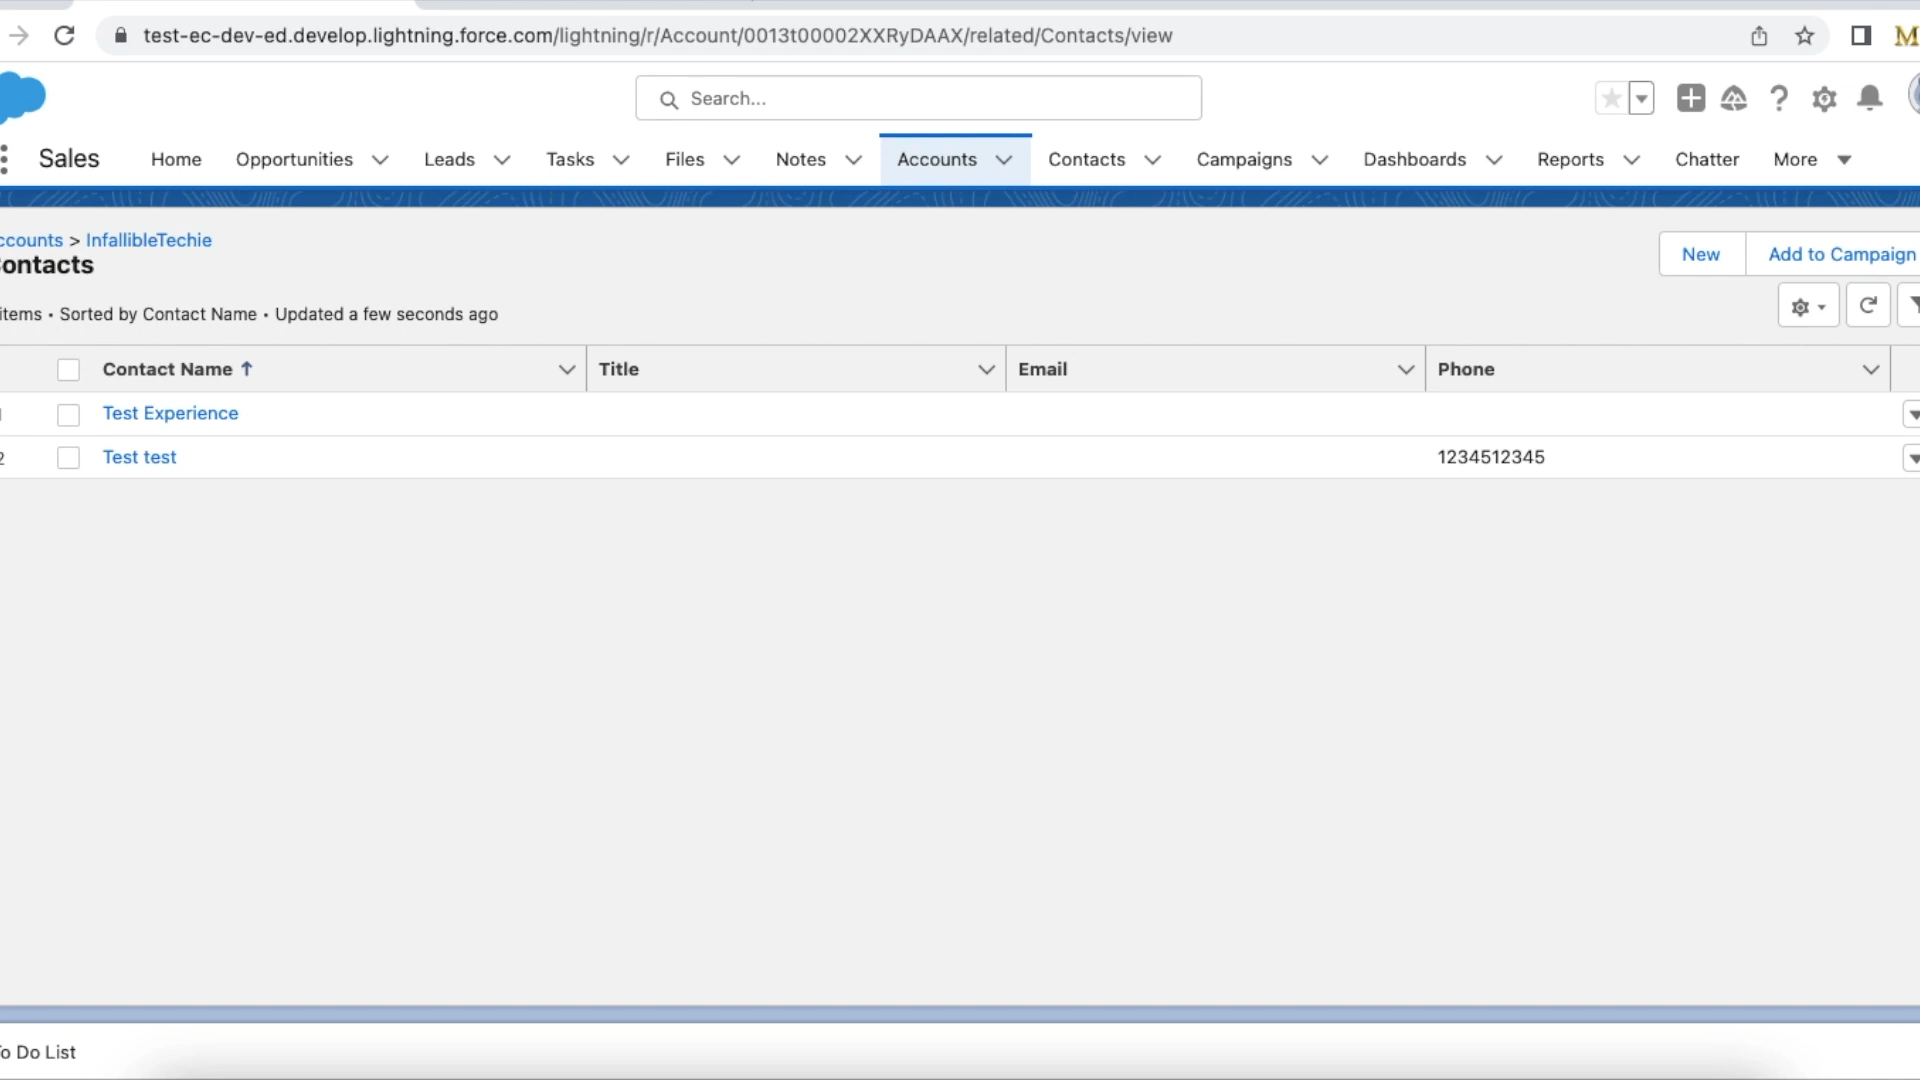 test-ec-dev-ed.develop.lightning.force.com/lightning/r/Account/0013t00002XXRyDAAX/related/Contacts/view
M
Search...
Sales Home Opportunities Leads Tasks Files Notes Accounts Contacts Campaigns Dashboards Reports Chatter More
ccounts > InfallibleTechie
ontacts
New Add to Campaign
items • Sorted by Contact Name • Updated a few seconds ago
Contact Name Title Email Phone
Test Experience
2 Test test 1234512345
o Do List